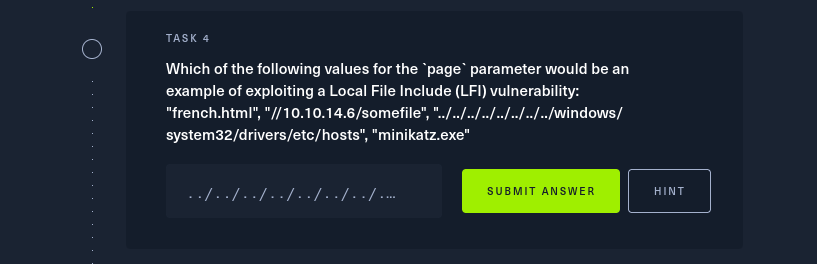 TASK 4
Which of the following values for the `page` parameter would be an
example of exploiting a Local File Include (LFI) vulnerability:
"french.html", "//10.10.14.6/somefile", "../../../../../../../../windows/
system32/drivers/etc/hosts", "minikatz.exe"
../../../../../../../../.…
SUBMIT ANSWER
HINT